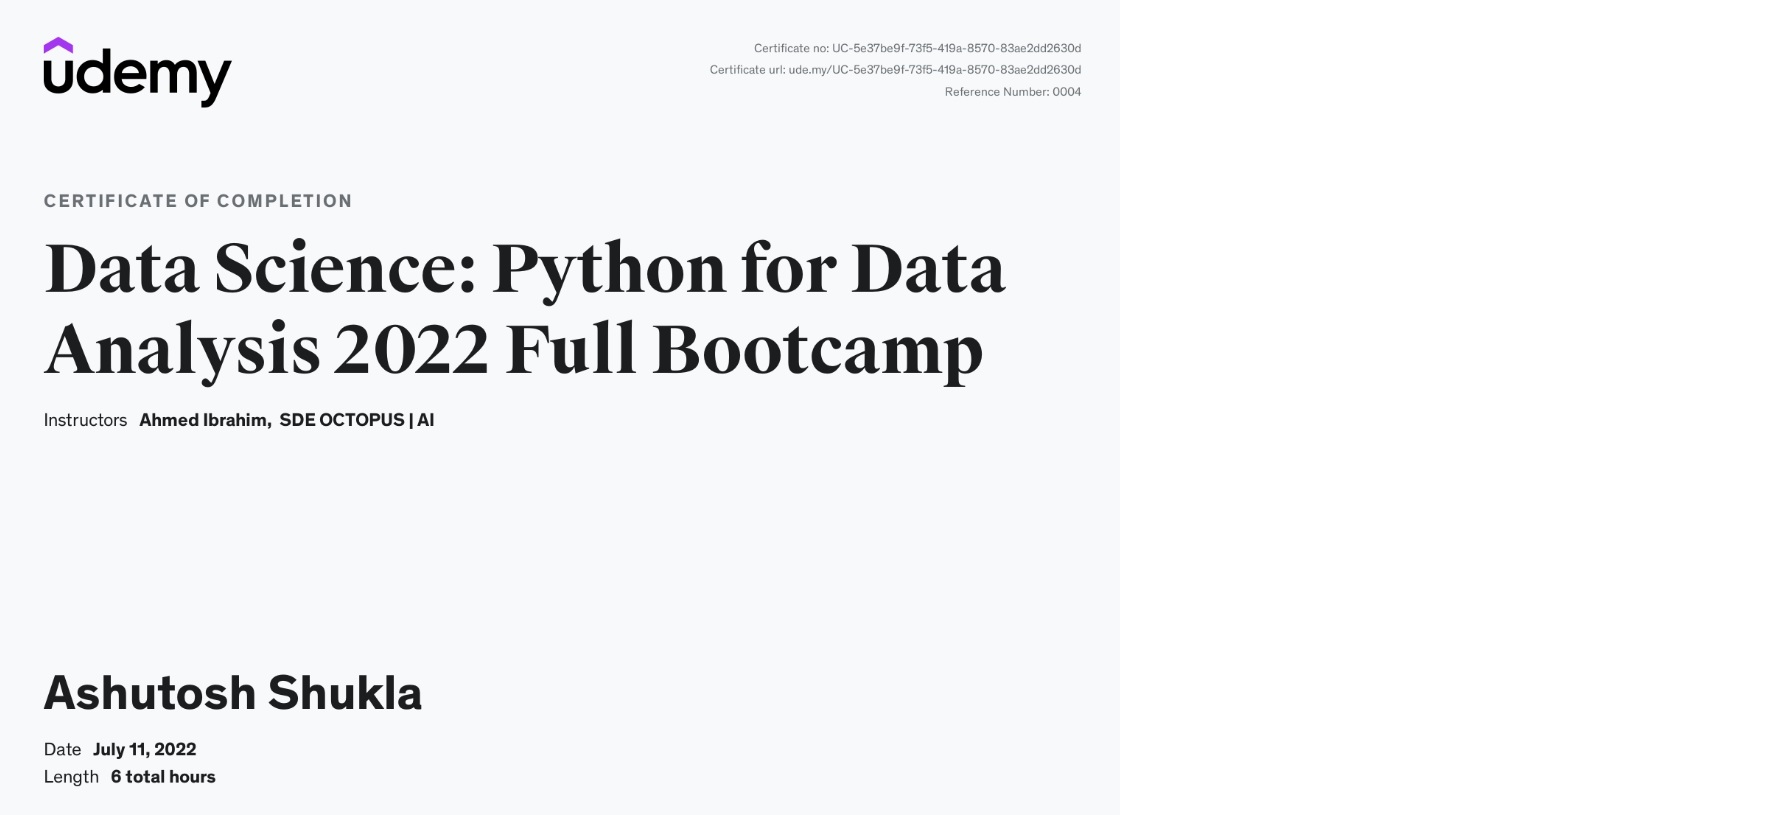 udemy
Certificate no: UC-5e37be9f-73f5-419a-8570-83ae2dd2630d
Certificate url: ude.my/UC-5e37be9f-73f5-419a-8570-83ae2dd2630d
Reference Number: 0004
CERTIFICATE OF COMPLETION
Data Science: Python for Data
Analysis 2022 Full Bootcamp
Instructors Ahmed Ibrahim, SDE OCTOPUS | AI
Ashutosh Shukla
Date July 11, 2022
Length 6 total hours